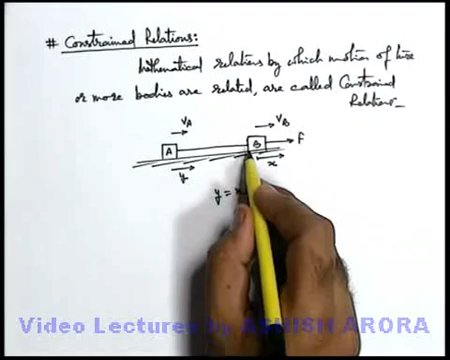 # Constrained Relations:
Mathematical relations by which motion of two
or more bodies are related, are called Constrained
Relations
vA vB
A B F
y x
y = x
Video Lectures by ASHISH ARORA